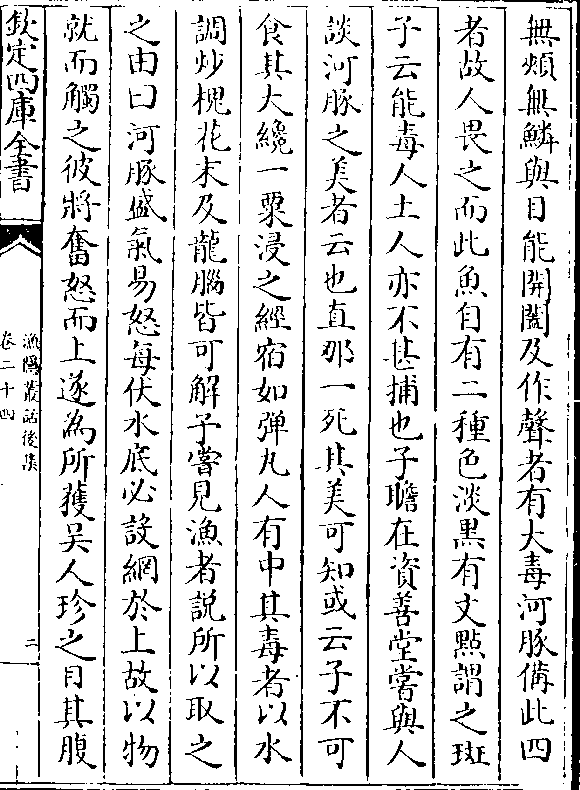 無頰無鱗與目能開闔及作聲者有大毒河豚備此四
者故人畏之而此魚自有二種色淡黒有文㸃謂之斑
子云能毒人土人亦不甚捕也子瞻在資善堂嘗與人
談河豚之美者云也直那一死其美可知或云子不可
食其大纔一粟浸之經宿如弹丸人有中其毒者以水
調炒槐花末及龍腦皆可解予嘗見漁者說所以取之
之由曰河豚盛氣易怒每伏水底必設網於上故以物
就而觸之彼將奮怒而上遂為所獲吴人珍之目其腹
欽定四庫全書
漁隱叢話後集
卷二十四
二